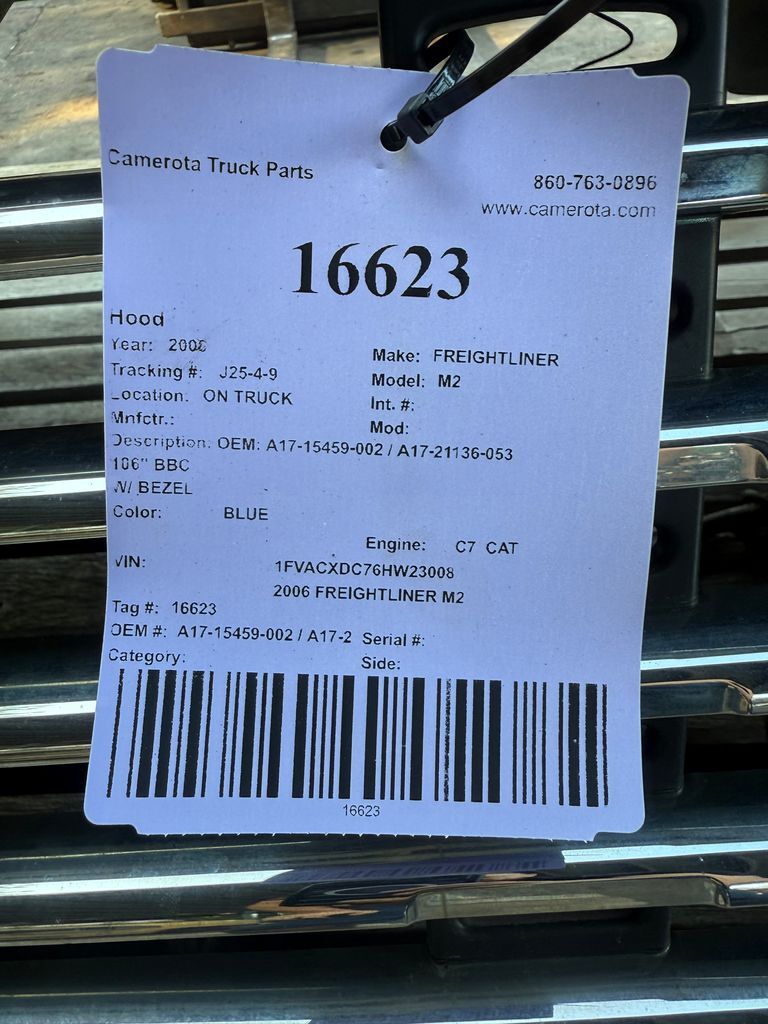 Camerota Truck Parts
860-763-0896
www.camerota.com
16623
Hood
Year: 2006 Make: FREIGHTLINER
Tracking #: J25-4-9 Model: M2
Location: ON TRUCK Int. #:
Mnfctr.: Mod:
Description: OEM: A17-15459-002 / A17-21136-053
106" BBC
W/ BEZEL
Color: BLUE
Engine: C7 CAT
VIN: 1FVACXDC76HW23008
2006 FREIGHTLINER M2
Tag #: 16623
OEM #: A17-15459-002 / A17-2 Serial #:
Category: Side:
16623